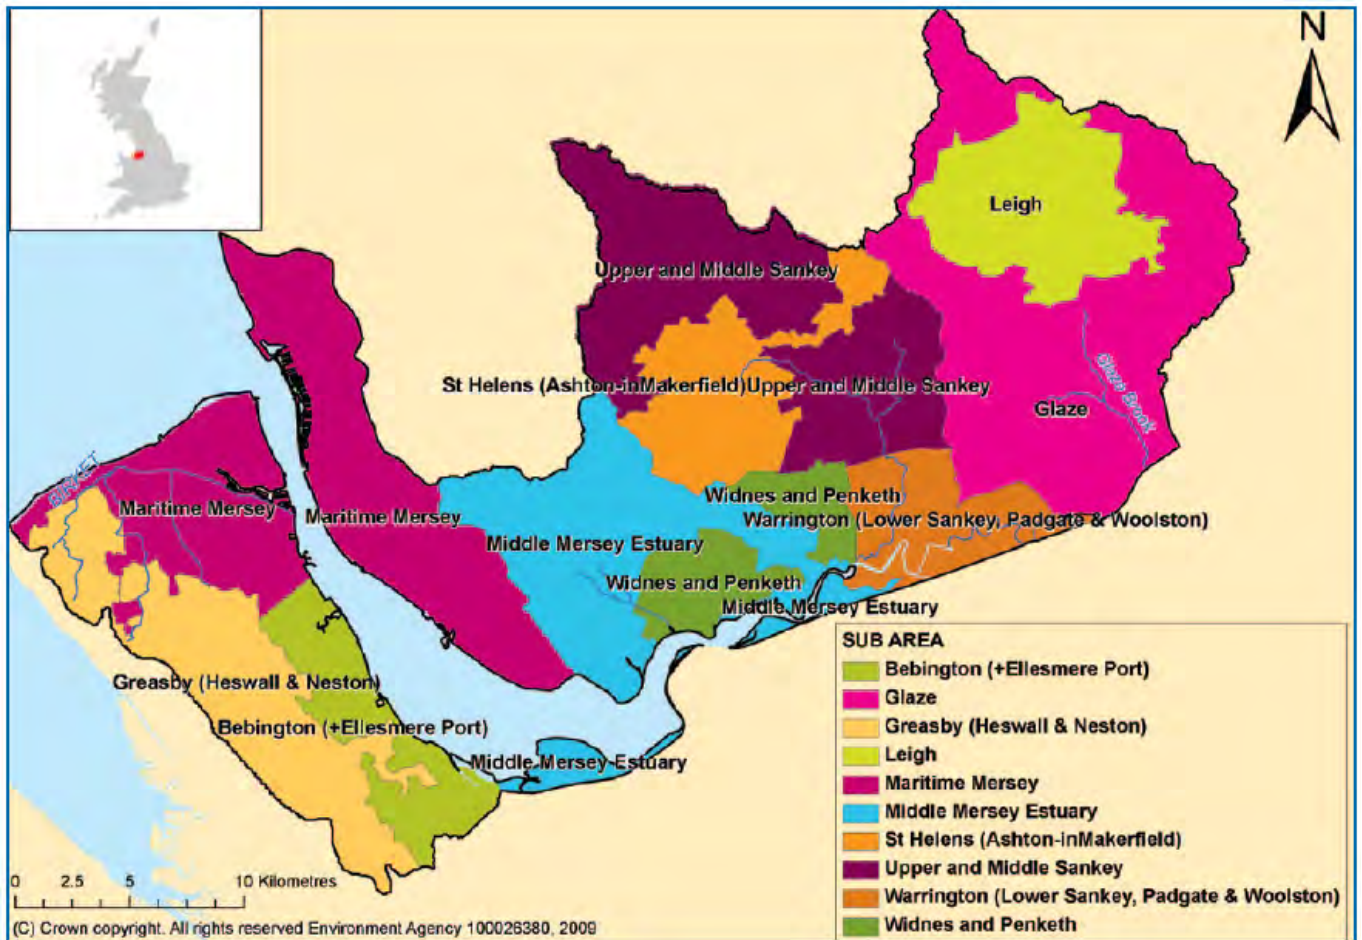 N
Leigh
Upper and Middle Sankey
St Helens (Ashton-inMakerfield)
Upper and Middle Sankey
Glaze Brook
Glaze
BIRKET
Maritime Mersey
Maritime Mersey
Widnes and Penketh
Warrington (Lower Sankey, Padgate & Woolston)
Middle Mersey Estuary
Widnes and Penketh
Middle Mersey Estuary
Greasby (Heswall & Neston)
Bebington (+Ellesmere Port)
Middle Mersey Estuary
SUB AREA
Bebington (+Ellesmere Port)
Glaze
Greasby (Heswall & Neston)
Leigh
Maritime Mersey
Middle Mersey Estuary
St Helens (Ashton-inMakerfield)
Upper and Middle Sankey
Warrington (Lower Sankey, Padgate & Woolston)
Widnes and Penketh
0 2.5 5 10 Kilometres
(C) Crown copyright. All rights reserved Environment Agency 100026380, 2009